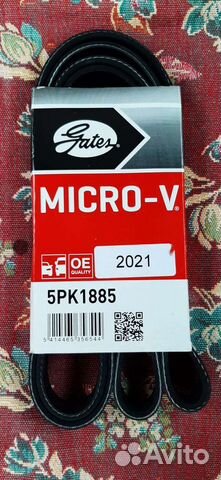 Gates
MICRO-V®
OE
QUALITY
2021
5PK1885
5 414465 356544
Avito